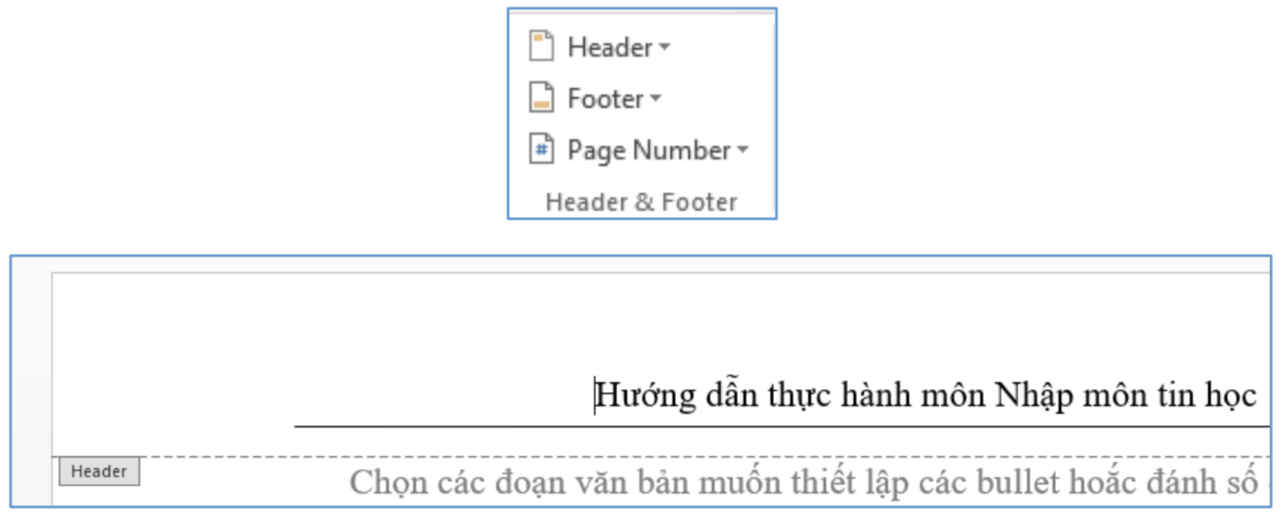 Header
Footer
Page Number
Header & Footer
Hướng dẫn thực hành môn Nhập môn tin học
Header
Chọn các đoạn văn bản muốn thiết lập các bullet hoắc đánh số